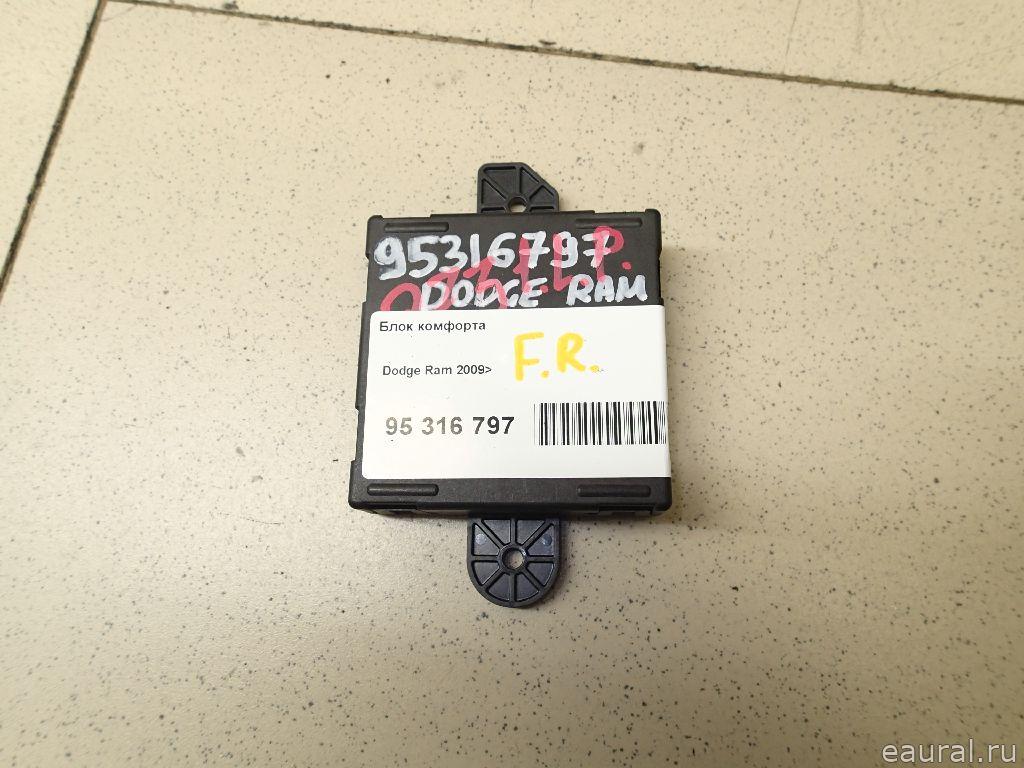 95316797
DODGE RAM
Блок комфорта
F.R.
Dodge Ram 2009>
95 316 797
eaural.ru